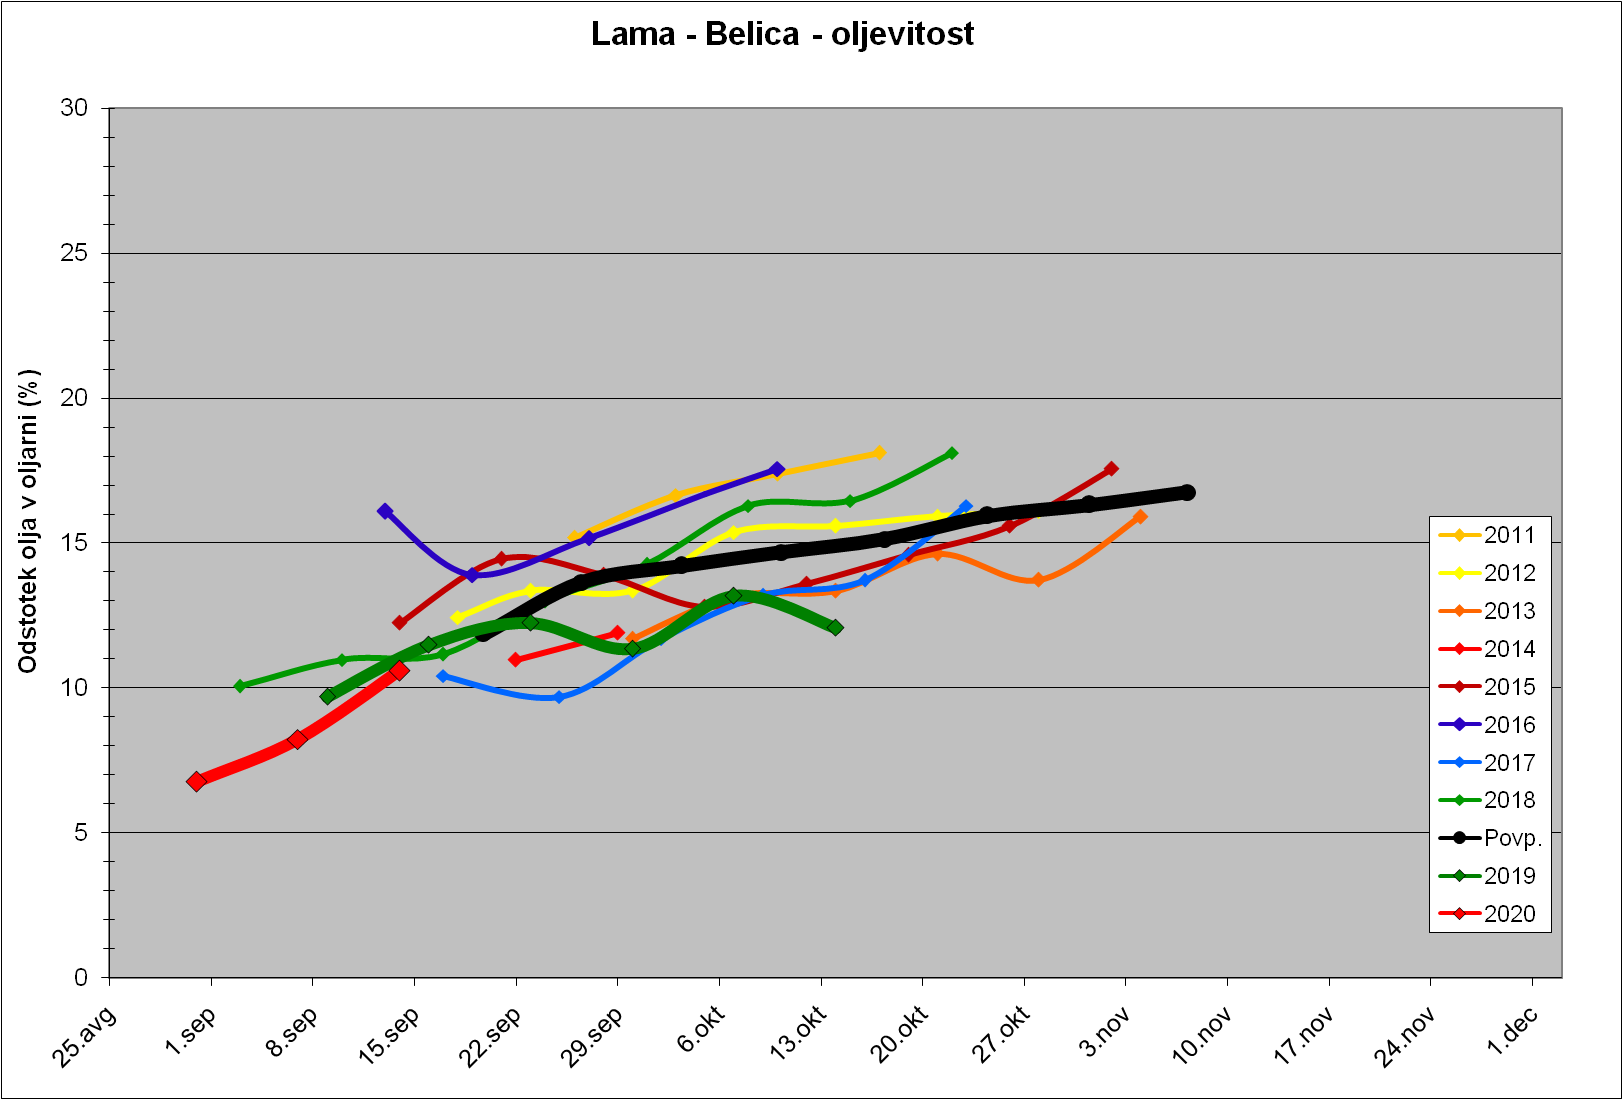 Lama - Belica - oljevitost
Odstotek olja v oljarni (%)
30
25
20
15
10
5
0
25.avg
1.sep
8.sep
15.sep
22.sep
29.sep
6.okt
13.okt
20.okt
27.okt
3.nov
10.nov
17.nov
24.nov
1.dec
2011
2012
2013
2014
2015
2016
2017
2018
Povp.
2019
2020